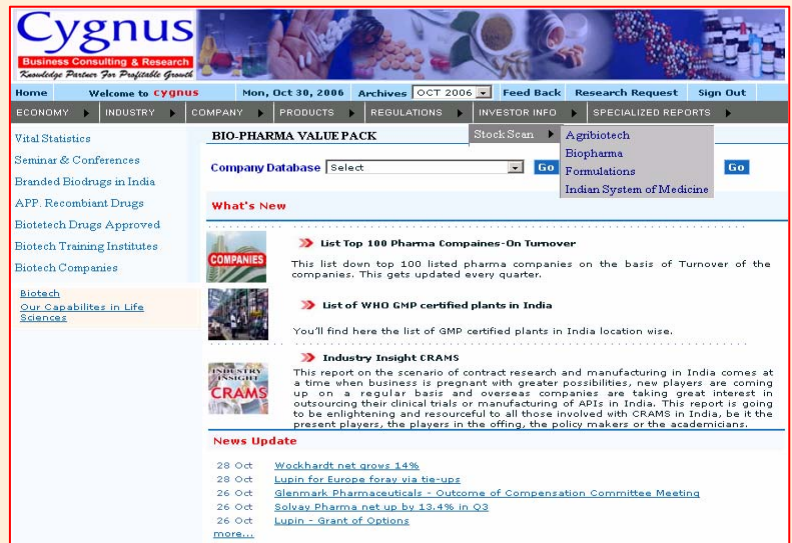 Cygnus
Business Consulting & Research
Knowledge Partner For Profitable Growth
Home Welcome to cygnus Mon, Oct 30, 2006 Archives OCT 2006 Feed Back Research Request Sign Out
ECONOMY INDUSTRY COMPANY PRODUCTS REGULATIONS INVESTOR INFO SPECIALIZED REPORTS
Stock Scan
Agribiotech
Biopharma
Formulations
Indian System of Medicine
Vital Statistics
Seminar & Conferences
Branded Biodrugs in India
APP. Recombiant Drugs
Biotetech Drugs Approved
Biotech Training Institutes
Biotech Companies
Biotech
Our Capabilites in Life
Sciences
BIO-PHARMA VALUE PACK
Company Database Select Go Go
What's New
COMPANIES
List Top 100 Pharma Compaines-On Turnover
This list down top 100 listed pharma companies on the basis of Turnover of the
companies. This gets updated every quarter.
List of WHO GMP certified plants in India
You'll find here the list of GMP certified plants in India location wise.
INDUSTRY
INSIGHT
CRAMS
Industry Insight CRAMS
This report on the scenario of contract research and manufacturing in India comes at
a time when business is pregnant with greater possibilities, new players are coming
up on a regular basis and overseas companies are taking great interest in
outsourcing their clinical trials or manufacturing of APIs in India. This report is going
to be enlightening and resourceful to all those involved with CRAMS in India, be it the
present players, the players in the offing, the policy makers or the academicians.
News Update
28 Oct Wockhardt net grows 14%
28 Oct Lupin for Europe foray via tie-ups
26 Oct Glenmark Pharmaceuticals - Outcome of Compensation Committee Meeting
26 Oct Solvay Pharma net up by 13.4% in Q3
26 Oct Lupin - Grant of Options
more...